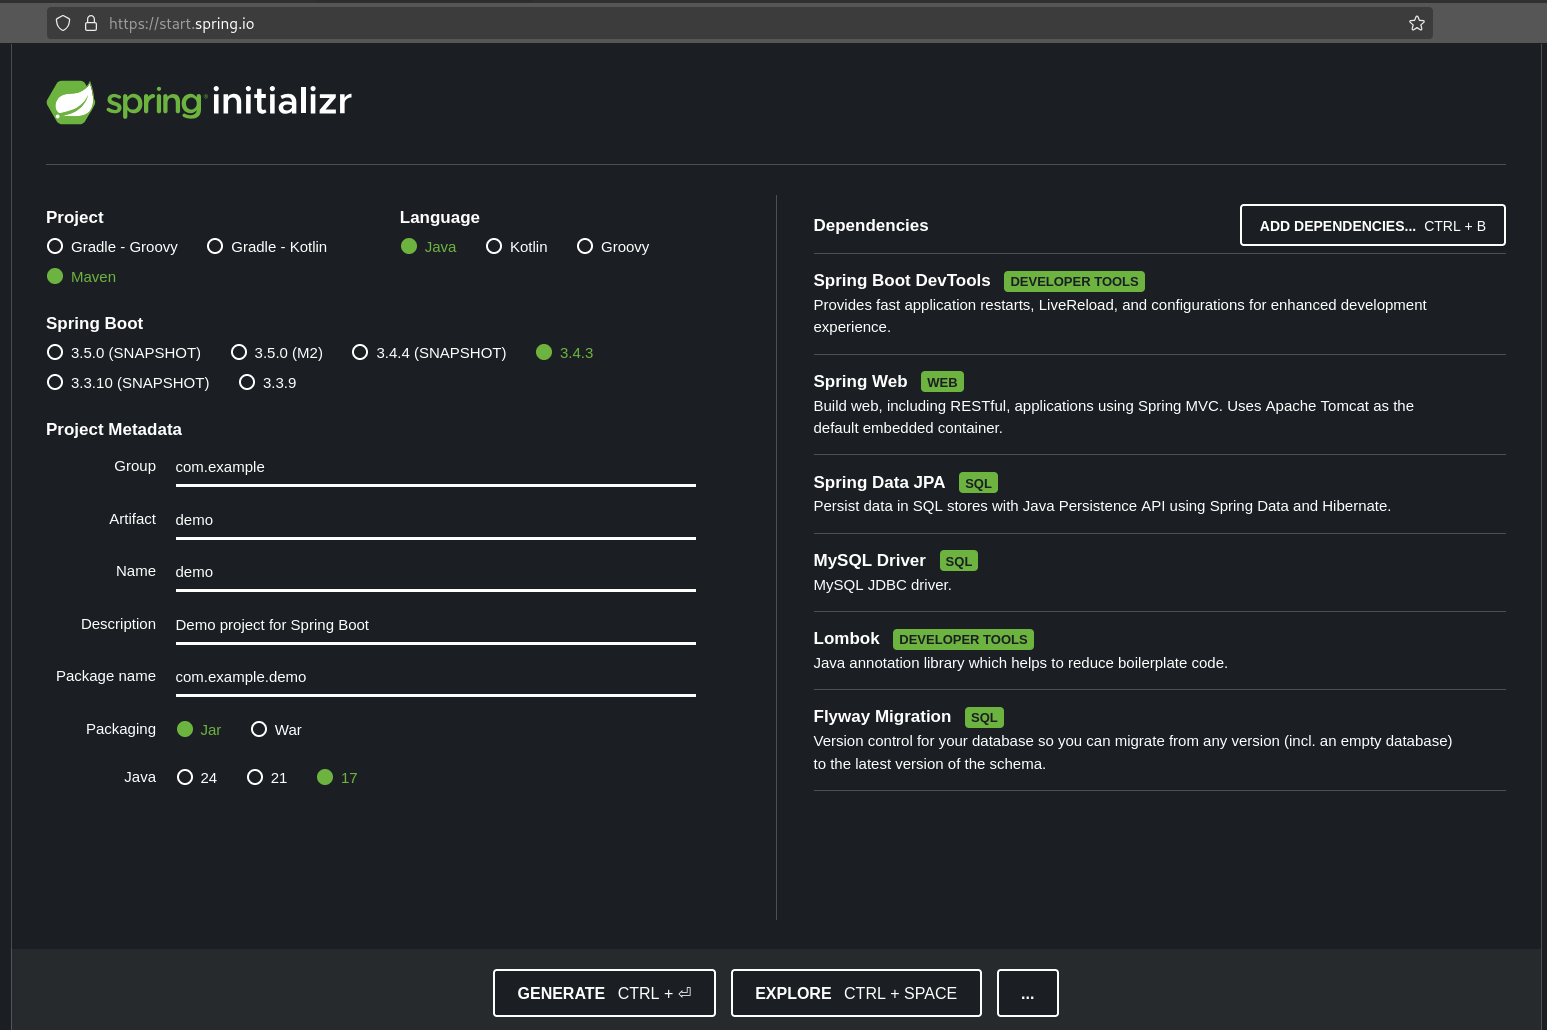 https://start.spring.io
spring initializr
Project
Gradle - Groovy Gradle - Kotlin
Maven
Language
Java Kotlin Groovy
Spring Boot
3.5.0 (SNAPSHOT) 3.5.0 (M2) 3.4.4 (SNAPSHOT) 3.4.3
3.3.10 (SNAPSHOT) 3.3.9
Project Metadata
Group com.example
Artifact demo
Name demo
Description Demo project for Spring Boot
Package name com.example.demo
Packaging Jar War
Java 24 21 17
Dependencies ADD DEPENDENCIES... CTRL + B
Spring Boot DevTools DEVELOPER TOOLS
Provides fast application restarts, LiveReload, and configurations for enhanced development
experience.
Spring Web WEB
Build web, including RESTful, applications using Spring MVC. Uses Apache Tomcat as the
default embedded container.
Spring Data JPA SQL
Persist data in SQL stores with Java Persistence API using Spring Data and Hibernate.
MySQL Driver SQL
MySQL JDBC driver.
Lombok DEVELOPER TOOLS
Java annotation library which helps to reduce boilerplate code.
Flyway Migration SQL
Version control for your database so you can migrate from any version (incl. an empty database)
to the latest version of the schema.
GENERATE CTRL + ⏎ EXPLORE CTRL + SPACE ...